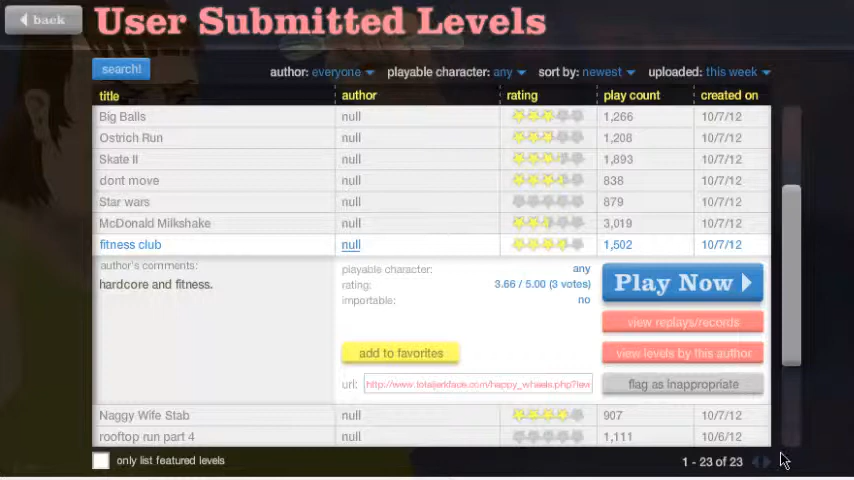 back
User Submitted Levels
search! author: everyone playable character: any sort by: newest uploaded: this week
title author rating play count created on
Big Balls null 1,266 10/7/12
Ostrich Run null 1,208 10/7/12
Skate II null 1,893 10/7/12
dont move null 838 10/7/12
Star wars null 879 10/7/12
McDonald Milkshake null 3,019 10/7/12
fitness club null 1,502 10/7/12
author's comments:
hardcore and fitness.
playable character: any
rating: 3.66 / 5.00 (3 votes)
importable: no
Play Now
view replays/records
add to favorites
view levels by this author
url: http://www.totaljerkface.com/happy_wheels.php?lev
flag as inappropriate
Naggy Wife Stab null 907 10/7/12
rooftop run part 4 null 1,111 10/6/12
only list featured levels
1 - 23 of 23